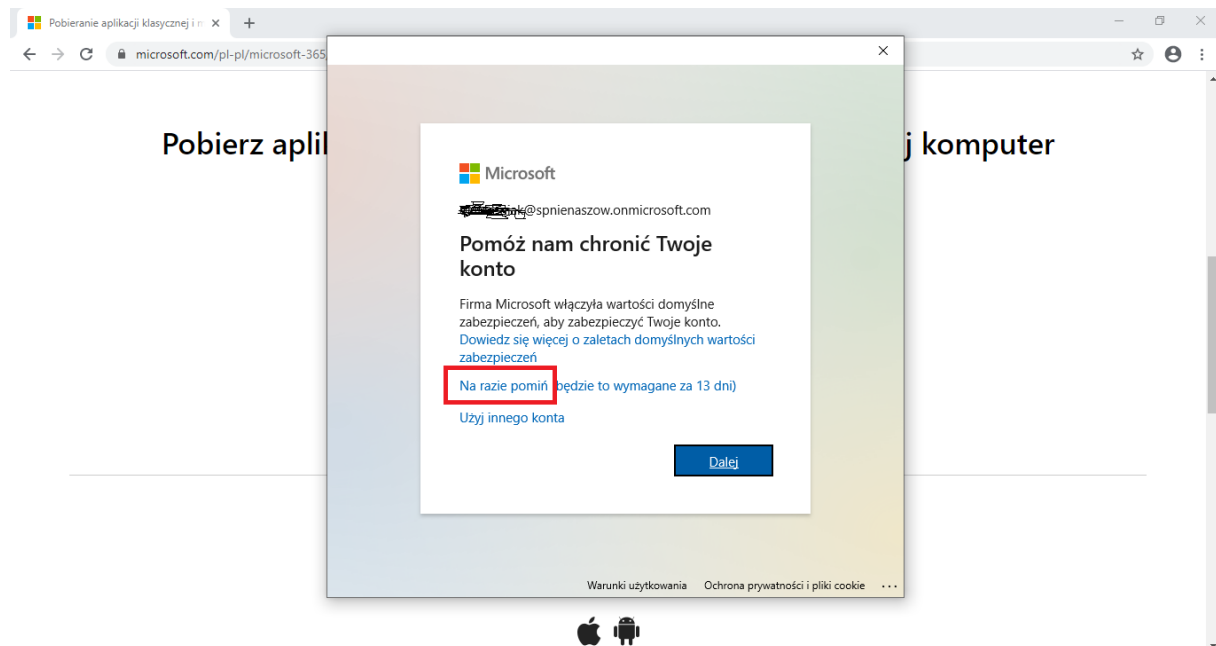 Pobieranie aplikacji klasycznej i m
microsoft.com/pl-pl/microsoft-365
Pobierz
j komputer
Microsoft
@spnienaszow.onmicrosoft.com
Pomóż nam chronić Twoje
konto
Firma Microsoft włączyła wartości domyślne
zabezpieczeń, aby zabezpieczyć Twoje konto.
Dowiedz się więcej o zaletach domyślnych wartości
zabezpieczeń
Na razie pomiń będzie to wymagane za 13 dni)
Użyj innego konta
Dalej
Warunki użytkowania Ochrona prywatności i pliki cookie